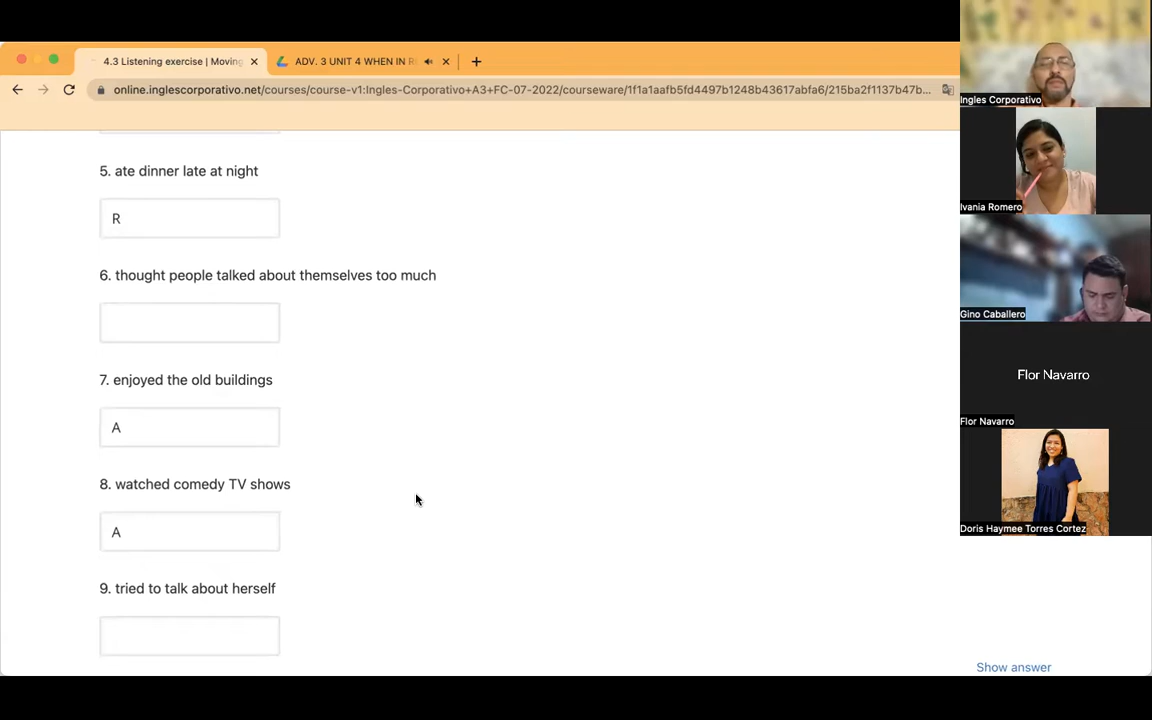 4.3 Listening exercise | Moving
ADV. 3 UNIT 4 WHEN IN R
online.inglescorporativo.net/courses/course-v1:Ingles-Corporativo+A3+FC-07-2022/courseware/1f1a1aafb5fd4497b1248b43617abfa6/215ba2f1137b47b...
5. ate dinner late at night
R
6. thought people talked about themselves too much
7. enjoyed the old buildings
A
8. watched comedy TV shows
A
9. tried to talk about herself
Show answer
Ingles Corporativo
Ivania Romero
Gino Caballero
Flor Navarro
Flor Navarro
Doris Haymee Torres Cortez